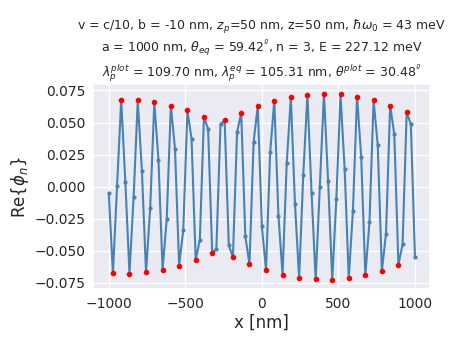 v = c/10, b = -10 nm, z_p=50 nm, z=50 nm, ħω₀ = 43 meV
a = 1000 nm, θ_eq = 59.42^g, n = 3, E = 227.12 meV
λ_p^plot = 109.70 nm, λ_p^eq = 105.31 nm, θ^plot = 30.48^g
0.075
0.050
0.025
0.000
−0.025
−0.050
−0.075
Re{ϕ_n}
−1000
−500
0
500
1000
x [nm]